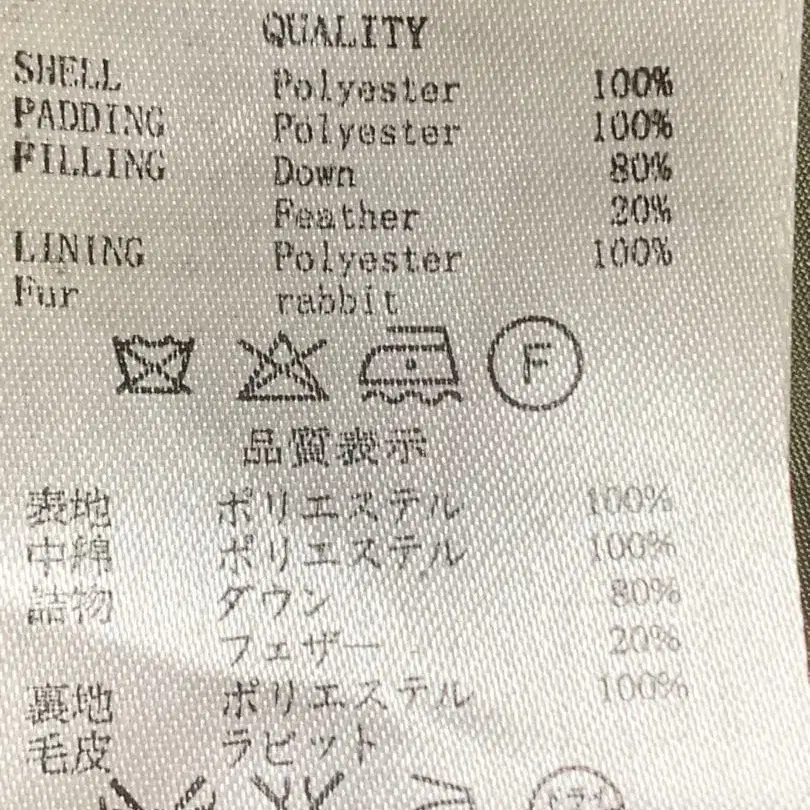 QUALITY
SHELL Polyester 100%
PADDING Polyester 100%
FILLING Down 80%
Feather 20%
LINING Polyester 100%
Fur rabbit
F
品質表示
表地 ポリエステル 100%
中綿 ポリエステル 100%
詰物 ダウン 80%
フェザー 20%
裏地 ポリエステル 100%
毛皮 ラビット
ドライ